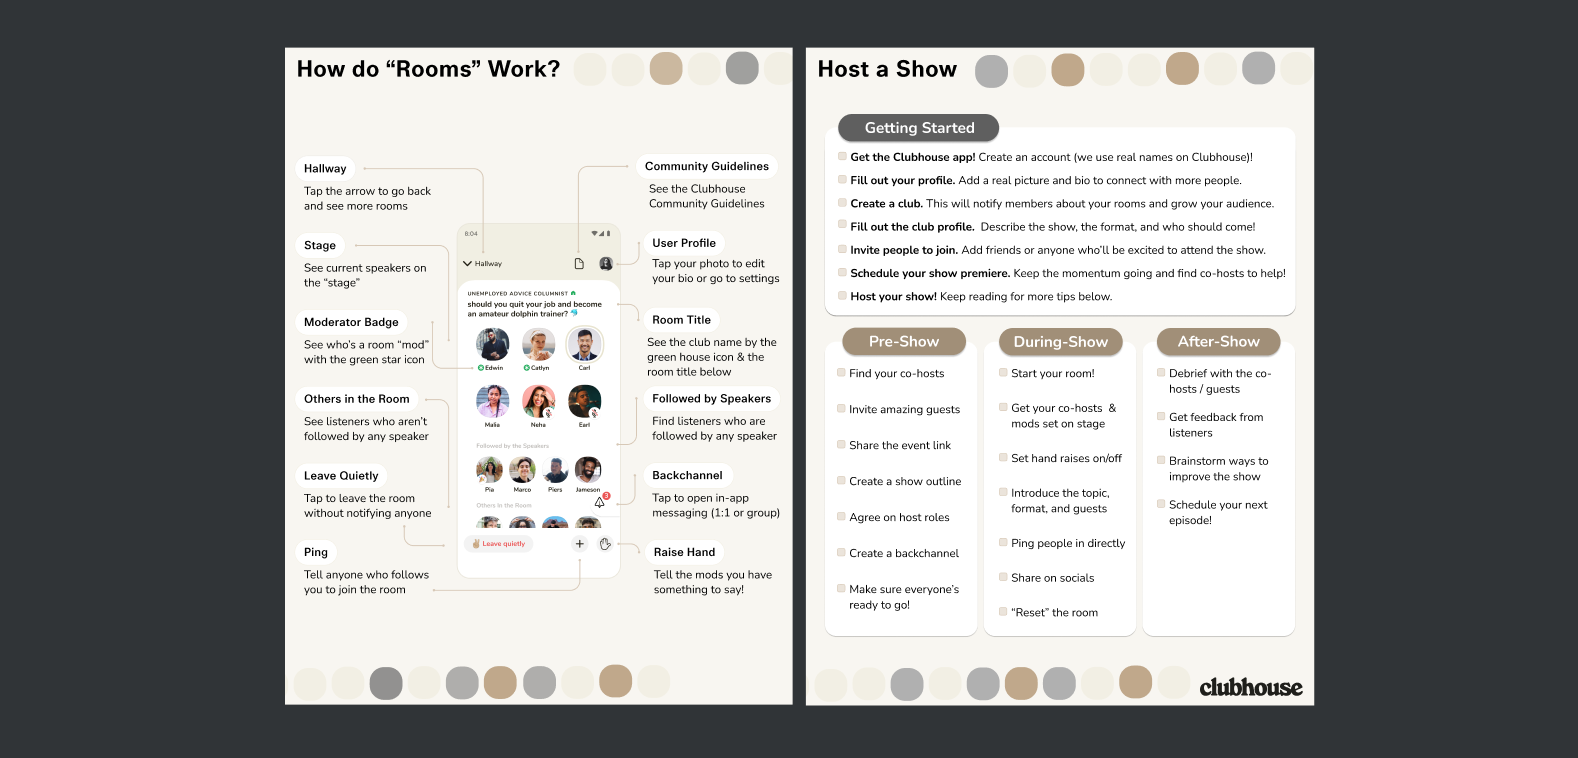 How do “Rooms” Work?
Hallway
Tap the arrow to go back
and see more rooms
Stage
See current speakers on
the “stage”
Moderator Badge
See who’s a room “mod”
with the green star icon
Others in the Room
See listeners who aren’t
followed by any speaker
Leave Quietly
Tap to leave the room
without notifying anyone
Ping
Tell anyone who follows
you to join the room
8:04
Hallway
UNEMPLOYED ADVICE COLUMNIST
should you quit your job and become
an amateur dolphin trainer?
Edwin Catlyn Carl
Malia Neha Earl
Followed by the Speakers
Pia Marco Piers Jameson
3
Others in the Room
Leave quietly
Community Guidelines
See the Clubhouse
Community Guidelines
User Profile
Tap your photo to edit
your bio or go to settings
Room Title
See the club name by the
green house icon & the
room title below
Followed by Speakers
Find listeners who are
followed by any speaker
Backchannel
Tap to open in-app
messaging (1:1 or group)
Raise Hand
Tell the mods you have
something to say!
Host a Show
Getting Started
Get the Clubhouse app! Create an account (we use real names on Clubhouse)!
Fill out your profile. Add a real picture and bio to connect with more people.
Create a club. This will notify members about your rooms and grow your audience.
Fill out the club profile. Describe the show, the format, and who should come!
Invite people to join. Add friends or anyone who’ll be excited to attend the show.
Schedule your show premiere. Keep the momentum going and find co-hosts to help!
Host your show! Keep reading for more tips below.
Pre-Show
Find your co-hosts
Invite amazing guests
Share the event link
Create a show outline
Agree on host roles
Create a backchannel
Make sure everyone’s
ready to go!
During-Show
Start your room!
Get your co-hosts &
mods set on stage
Set hand raises on/off
Introduce the topic,
format, and guests
Ping people in directly
Share on socials
“Reset” the room
After-Show
Debrief with the co-
hosts / guests
Get feedback from
listeners
Brainstorm ways to
improve the show
Schedule your next
episode!
clubhouse